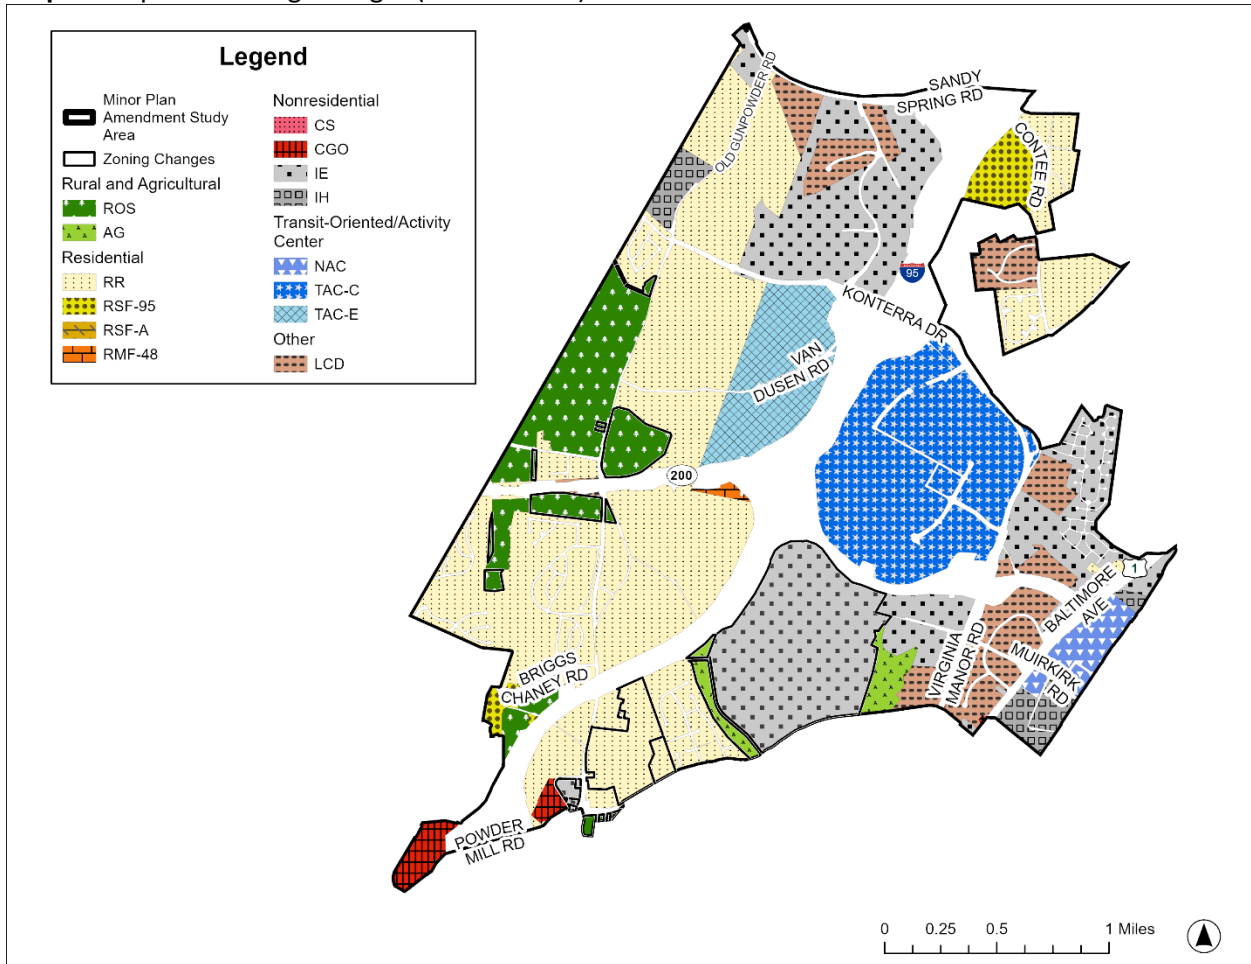 Legend
Minor Plan
Amendment Study
Area
Zoning Changes
Rural and Agricultural
ROS
AG
Residential
RR
RSF-95
RSF-A
RMF-48
Nonresidential
CS
CGO
IE
IH
Transit-Oriented/Activity
Center
NAC
TAC-C
TAC-E
Other
LCD
OLD GUNPOWDER RD
SANDY
SPRING RD
CONTEE RD
95
KONTERRA DR
VAN
DUSEN RD
200
1
BALTIMORE
AVE
VIRGINIA
MANOR RD
MUIRKIRK
RD
BRIGGS
CHANEY RD
POWDER
MILL RD
0 0.25 0.5 1 Miles